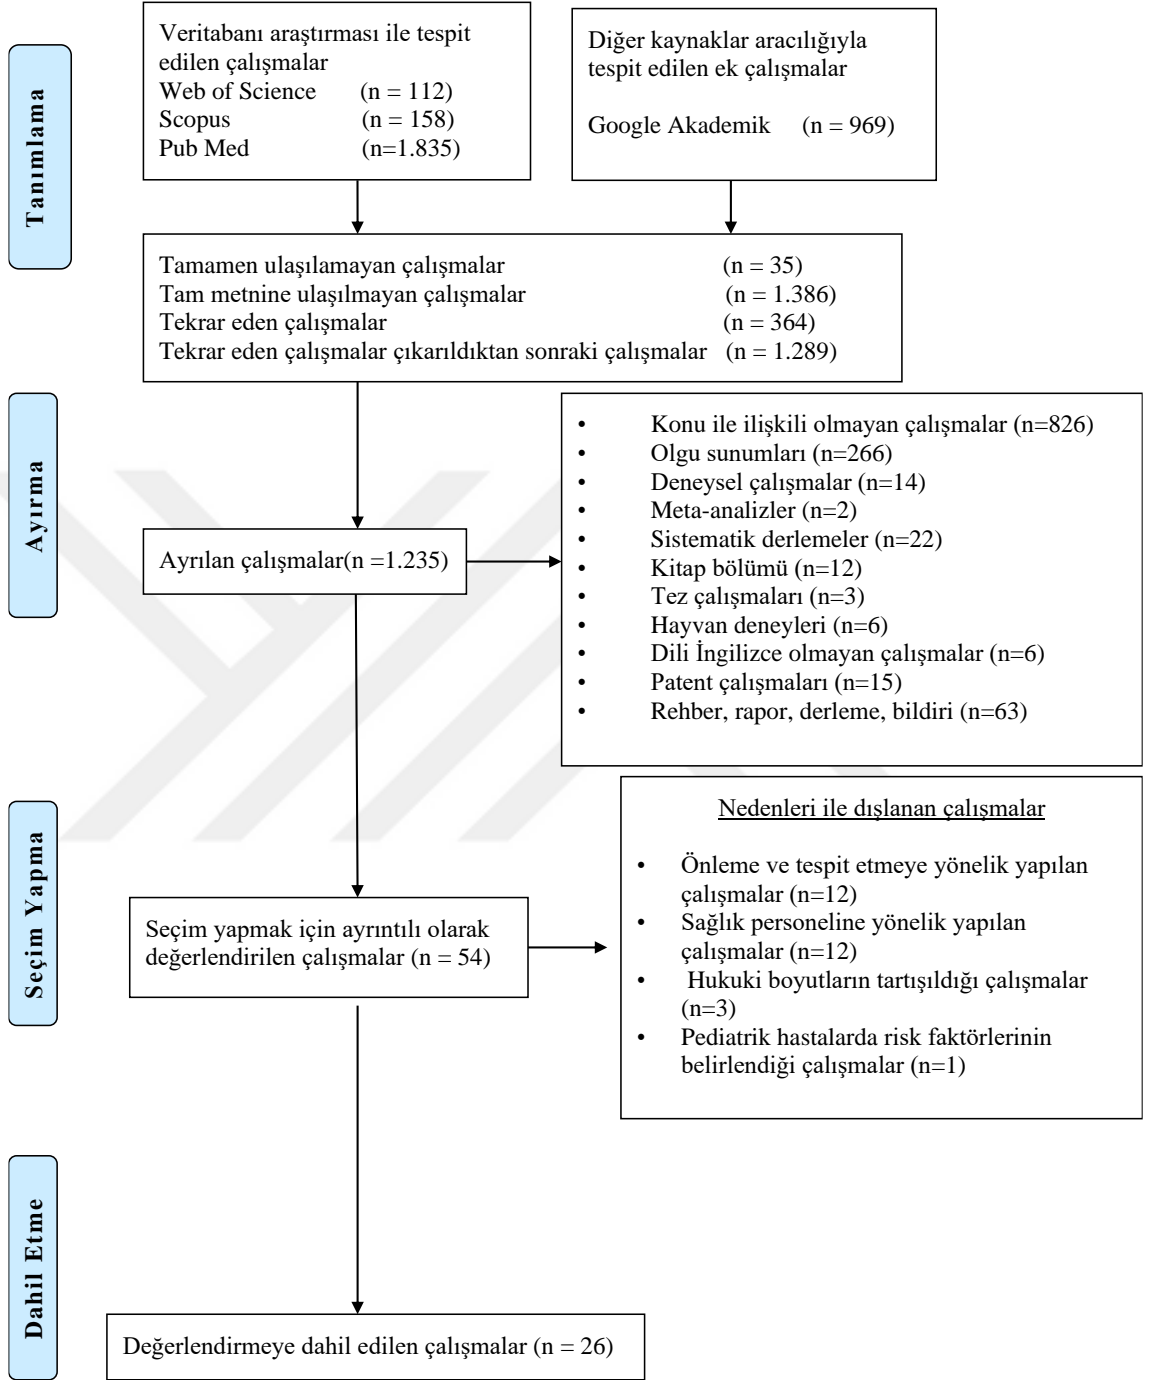 Tanımlama
Veritabanı araştırması ile tespit
edilen çalışmalar
Web of Science (n = 112)
Scopus (n = 158)
Pub Med (n=1.835)
Diğer kaynaklar aracılığıyla
tespit edilen ek çalışmalar
Google Akademik (n = 969)
Tamamen ulaşılamayan çalışmalar (n = 35)
Tam metnine ulaşılmayan çalışmalar (n = 1.386)
Tekrar eden çalışmalar (n = 364)
Tekrar eden çalışmalar çıkarıldıktan sonraki çalışmalar (n = 1.289)
Ayırma
Ayrılan çalışmalar(n =1.235)
• Konu ile ilişkili olmayan çalışmalar (n=826)
• Olgu sunumları (n=266)
• Deneysel çalışmalar (n=14)
• Meta-analizler (n=2)
• Sistematik derlemeler (n=22)
• Kitap bölümü (n=12)
• Tez çalışmaları (n=3)
• Hayvan deneyleri (n=6)
• Dili İngilizce olmayan çalışmalar (n=6)
• Patent çalışmaları (n=15)
• Rehber, rapor, derleme, bildiri (n=63)
Seçim Yapma
Seçim yapmak için ayrıntılı olarak
değerlendirilen çalışmalar (n = 54)
Nedenleri ile dışlanan çalışmalar
• Önleme ve tespit etmeye yönelik yapılan
çalışmalar (n=12)
• Sağlık personeline yönelik yapılan
çalışmalar (n=12)
• Hukuki boyutların tartışıldığı çalışmalar
(n=3)
• Pediatrik hastalarda risk faktörlerinin
belirlendiği çalışmalar (n=1)
Dahil Etme
Değerlendirmeye dahil edilen çalışmalar (n = 26)